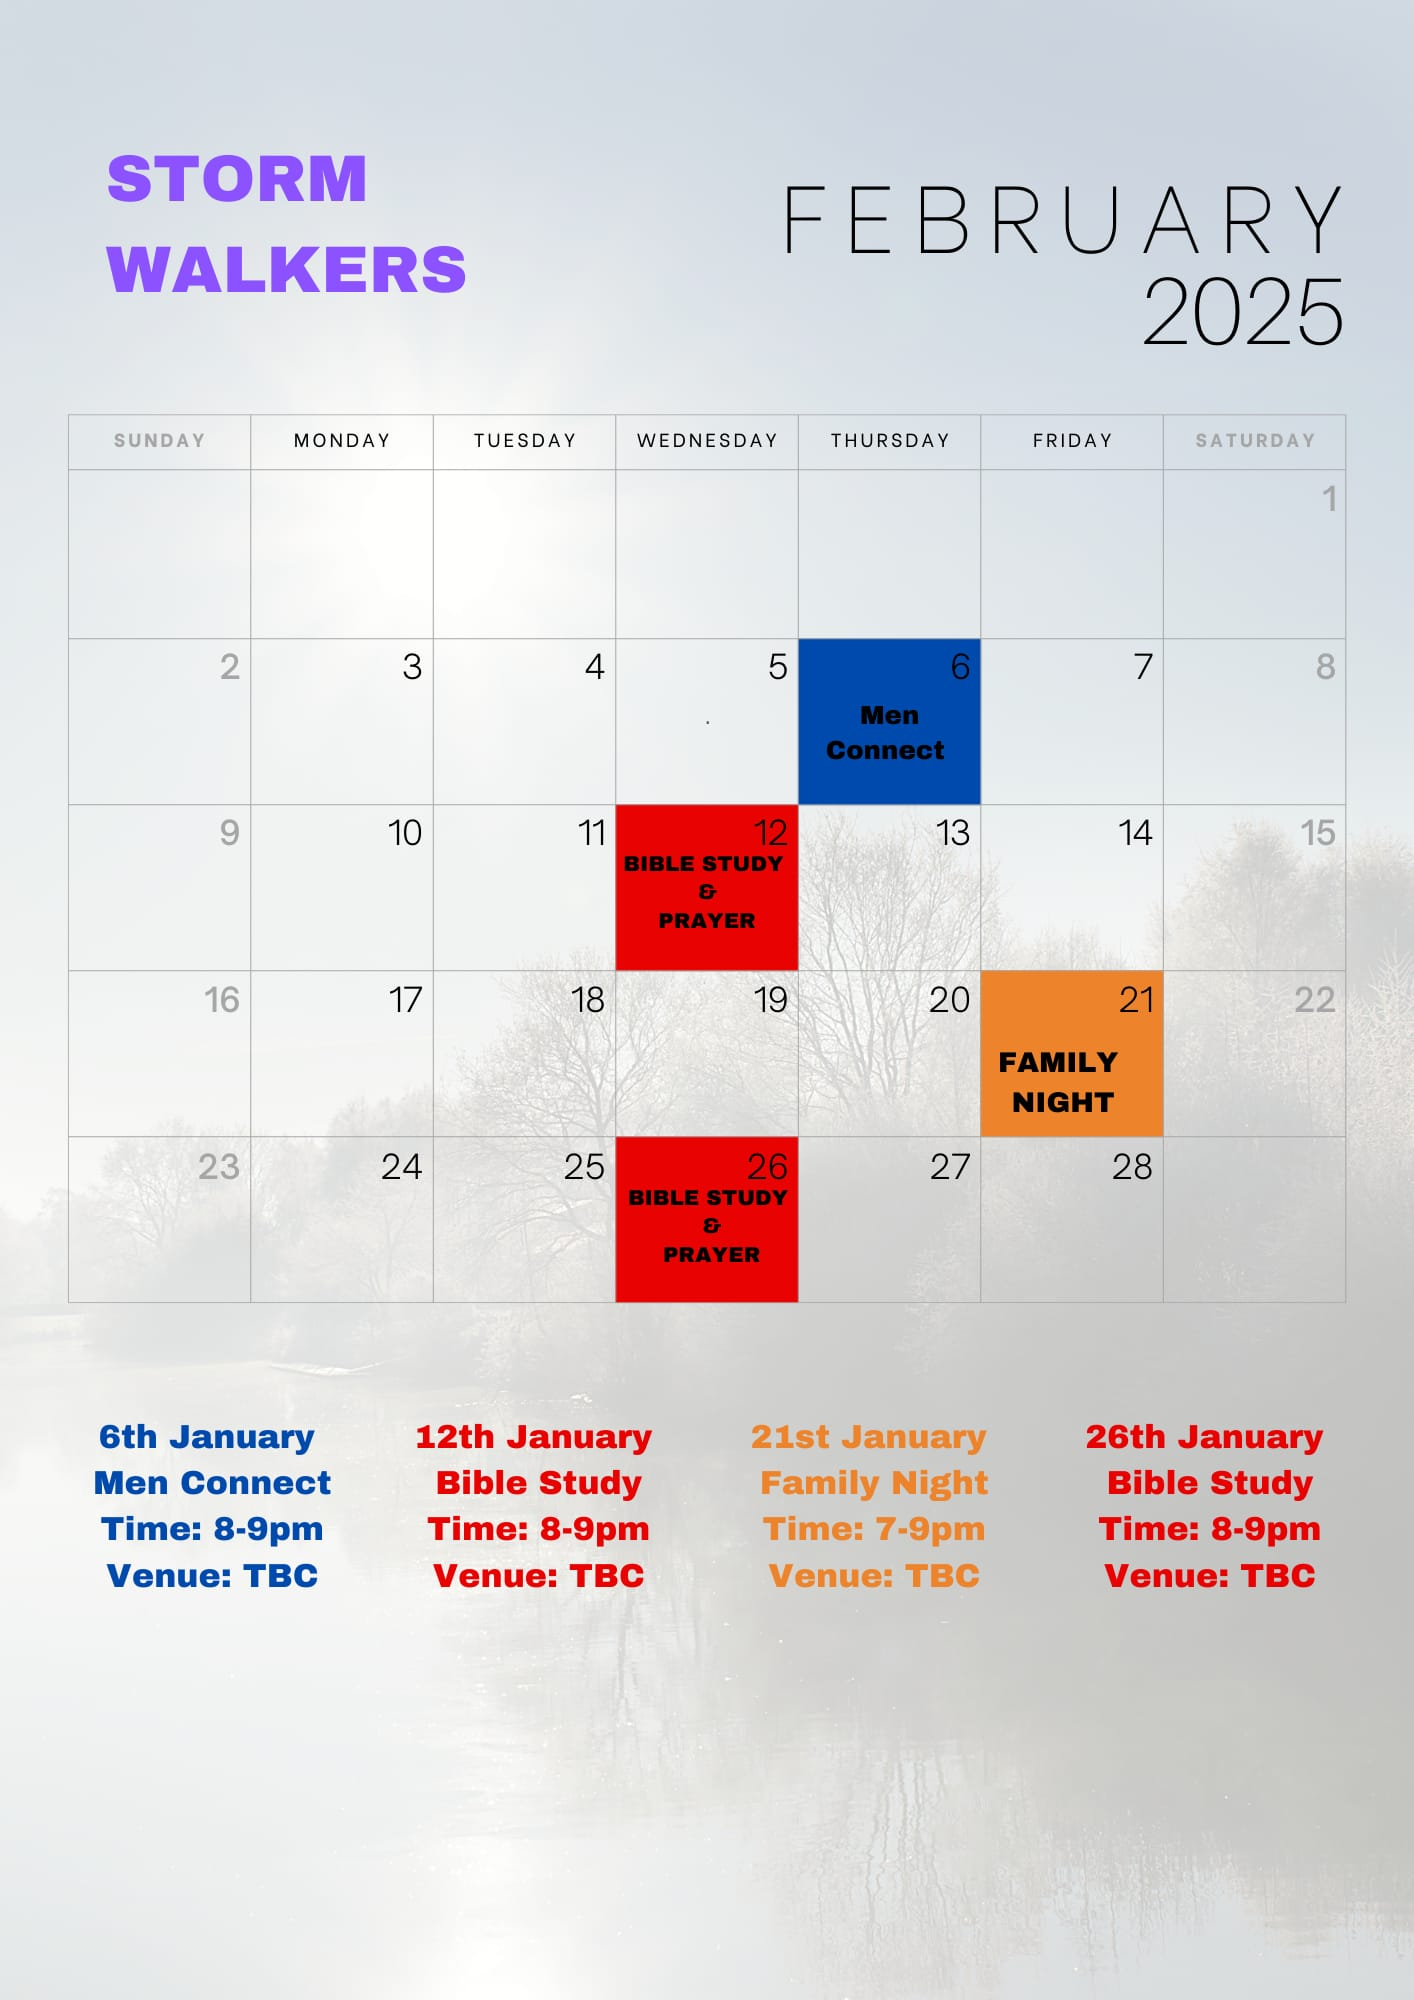 STORM
WALKERS
FEBRUARY
2025
SUNDAY MONDAY TUESDAY WEDNESDAY THURSDAY FRIDAY SATURDAY
1
2 3 4 5 6 7 8
Men
Connect
9 10 11 12 13 14 15
BIBLE STUDY
&
PRAYER
16 17 18 19 20 21 22
FAMILY
NIGHT
23 24 25 26 27 28
BIBLE STUDY
&
PRAYER
6th January
Men Connect
Time: 8-9pm
Venue: TBC
12th January
Bible Study
Time: 8-9pm
Venue: TBC
21st January
Family Night
Time: 7-9pm
Venue: TBC
26th January
Bible Study
Time: 8-9pm
Venue: TBC